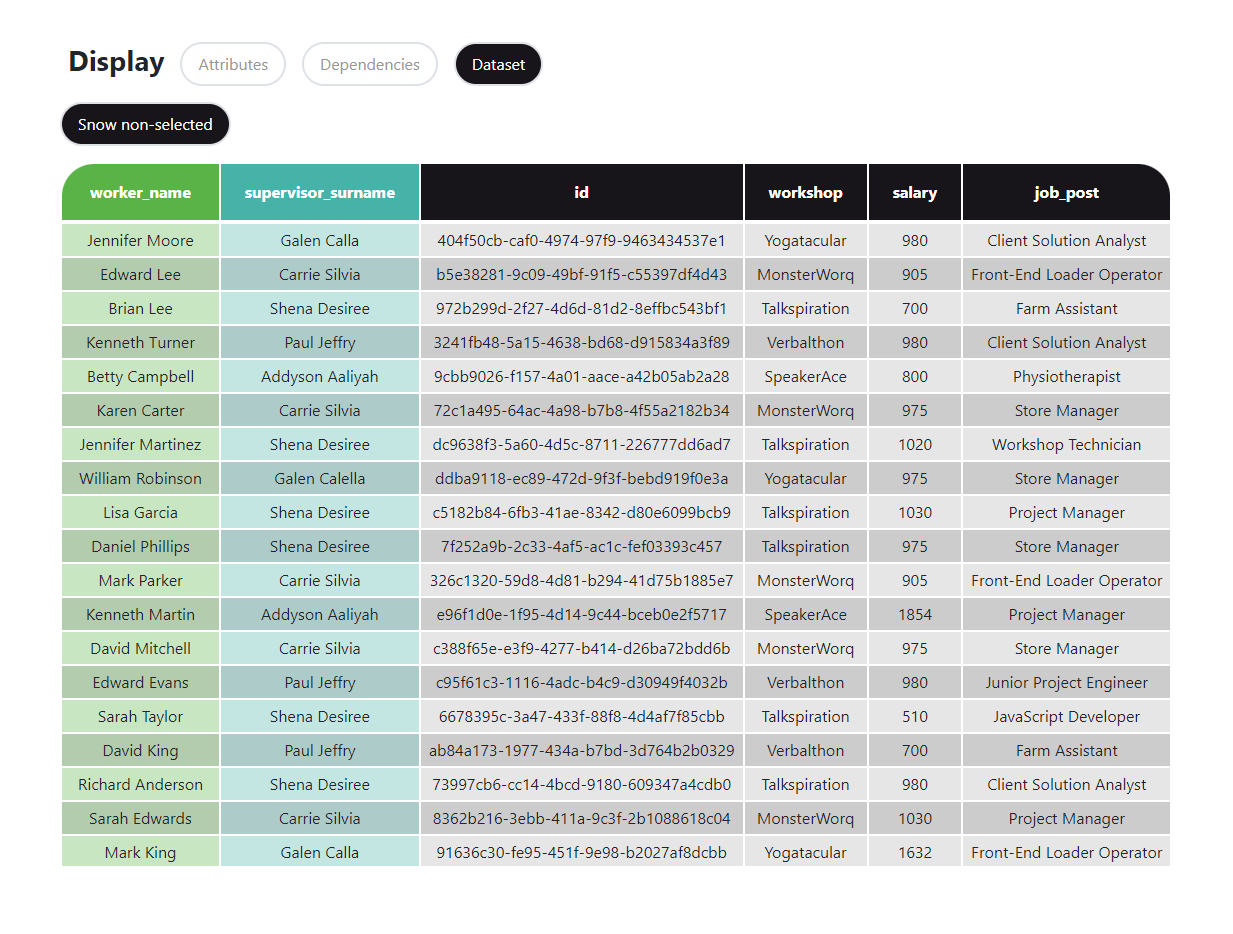 Display Attributes Dependencies Dataset
Snow non-selected
worker_name supervisor_surname id workshop salary job_post
Jennifer Moore Galen Calla 404f50cb-caf0-4974-97f9-9463434537e1 Yogatacular 980 Client Solution Analyst
Edward Lee Carrie Silvia b5e38281-9c09-49bf-91f5-c55397df4d43 MonsterWorq 905 Front-End Loader Operator
Brian Lee Shena Desiree 972b299d-2f27-4d6d-81d2-8effbc543bf1 Talkspiration 700 Farm Assistant
Kenneth Turner Paul Jeffry 3241fb48-5a15-4638-bd68-d915834a3f89 Verbalthon 980 Client Solution Analyst
Betty Campbell Addyson Aaliyah 9cbb9026-f157-4a01-aace-a42b05ab2a28 SpeakerAce 800 Physiotherapist
Karen Carter Carrie Silvia 72c1a495-64ac-4a98-b7b8-4f55a2182b34 MonsterWorq 975 Store Manager
Jennifer Martinez Shena Desiree dc9638f3-5a60-4d5c-8711-226777dd6ad7 Talkspiration 1020 Workshop Technician
William Robinson Galen Calella ddba9118-ec89-472d-9f3f-bebd919f0e3a Yogatacular 975 Store Manager
Lisa Garcia Shena Desiree c5182b84-6fb3-41ae-8342-d80e6099bcb9 Talkspiration 1030 Project Manager
Daniel Phillips Shena Desiree 7f252a9b-2c33-4af5-ac1c-fef03393c457 Talkspiration 975 Store Manager
Mark Parker Carrie Silvia 326c1320-59d8-4d81-b294-41d75b1885e7 MonsterWorq 905 Front-End Loader Operator
Kenneth Martin Addyson Aaliyah e96f1d0e-1f95-4d14-9c44-bceb0e2f5717 SpeakerAce 1854 Project Manager
David Mitchell Carrie Silvia c388f65e-e3f9-4277-b414-d26ba72bdd6b MonsterWorq 975 Store Manager
Edward Evans Paul Jeffry c95f61c3-1116-4adc-b4c9-d30949f4032b Verbalthon 980 Junior Project Engineer
Sarah Taylor Shena Desiree 6678395c-3a47-433f-88f8-4d4af7f85cbb Talkspiration 510 JavaScript Developer
David King Paul Jeffry ab84a173-1977-434a-b7bd-3d764b2b0329 Verbalthon 700 Farm Assistant
Richard Anderson Shena Desiree 73997cb6-cc14-4bcd-9180-609347a4cdb0 Talkspiration 980 Client Solution Analyst
Sarah Edwards Carrie Silvia 8362b216-3ebb-411a-9c3f-2b1088618c04 MonsterWorq 1030 Project Manager
Mark King Galen Calla 91636c30-fe95-451f-9e98-b2027af8dcbb Yogatacular 1632 Front-End Loader Operator